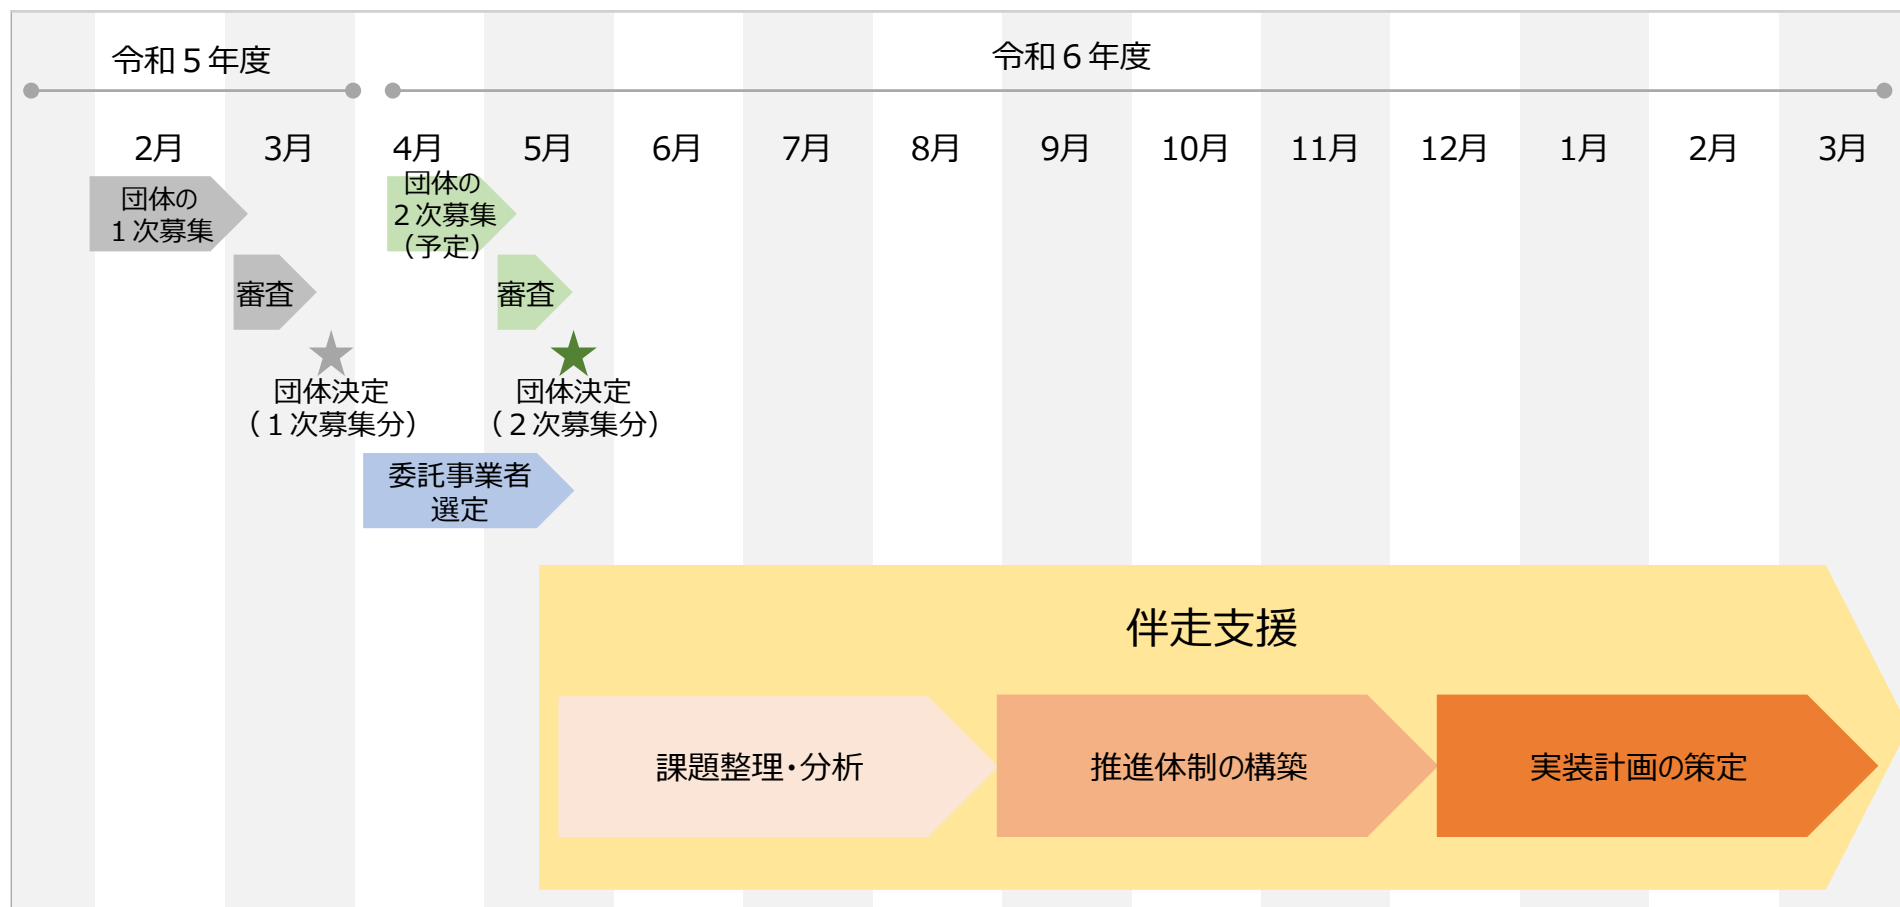 令和５年度
令和６年度
2月
3月
4月
5月
6月
7月
8月
9月
10月
11月
12月
1月
2月
3月
団体の
１次募集
団体の
２次募集
（予定）
審査
審査
団体決定
（１次募集分）
団体決定
（２次募集分）
委託事業者
選定
伴走支援
課題整理・分析
推進体制の構築
実装計画の策定